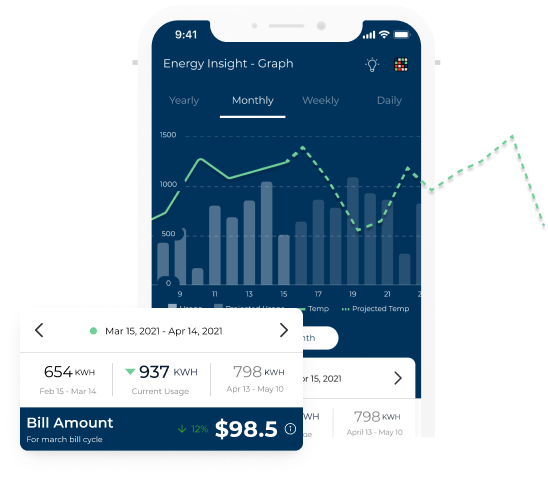 9:41
Energy Insight - Graph
Yearly Monthly Weekly Daily
1500
1000
500
0
9 11 13 15 17 19 21
Usage Projected Usage Temp Projected Temp
Mar 15, 2021 - Apr 14, 2021
654 KWH 937 KWH 798 KWH
Feb 15 - Mar 14 Current Usage Apr 13 - May 10
Bill Amount
For march bill cycle
12% $98.5
15, 2021
798 KWH
April 13 - May 10